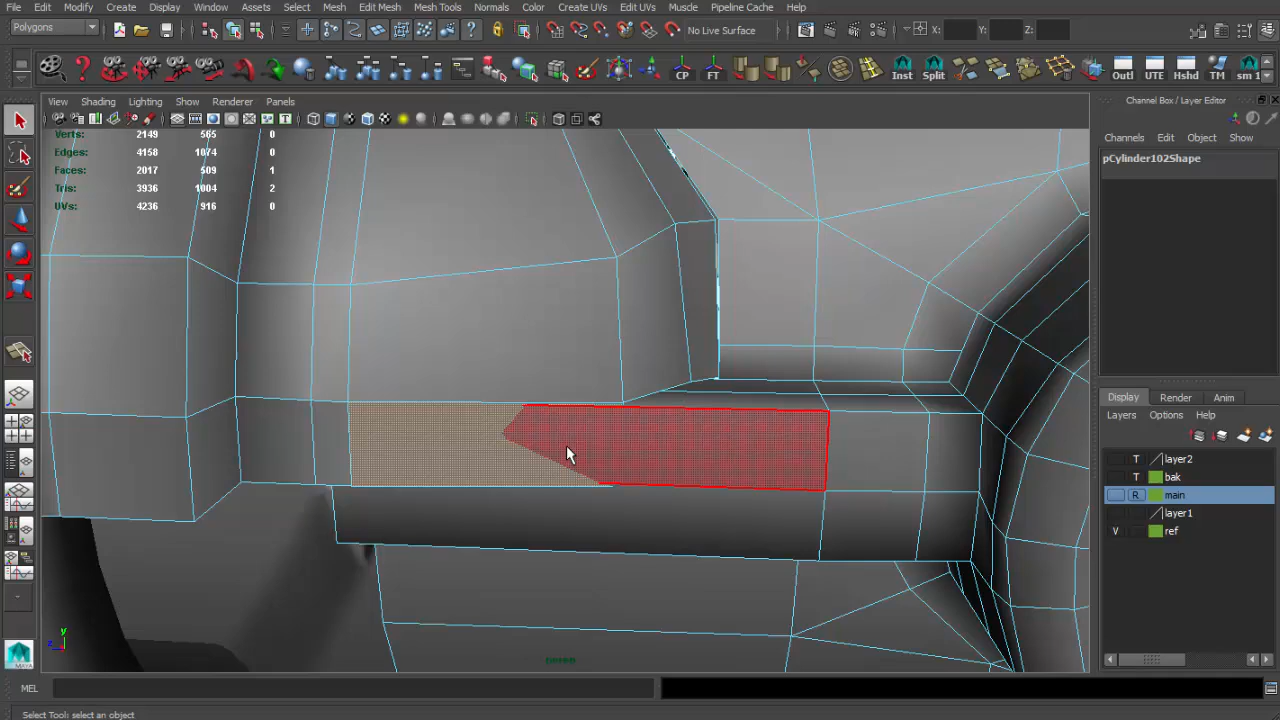 File Edit Modify Create Display Window Assets Select Mesh Edit Mesh Mesh Tools Normals Color Create UVs Edit UVs Muscle Pipeline Cache Help
Polygons No Live Surface X: Y: Z:
CP FT Inst Split Outl UTE Hshd TM sm 1
View Shading Lighting Show Renderer Panels
Channel Box / Layer Editor
Channels Edit Object Show
Verts: 2149 565 0
Edges: 4158 1074 0
Faces: 2017 509 1
Tris: 3936 1004 2
UVs: 4236 916 0
pCylinder102Shape
Display Render Anim
Layers Options Help
T layer2
T bak
R main
layer1
V ref
y
z
persp
MAYA
MEL
Select Tool: select an object